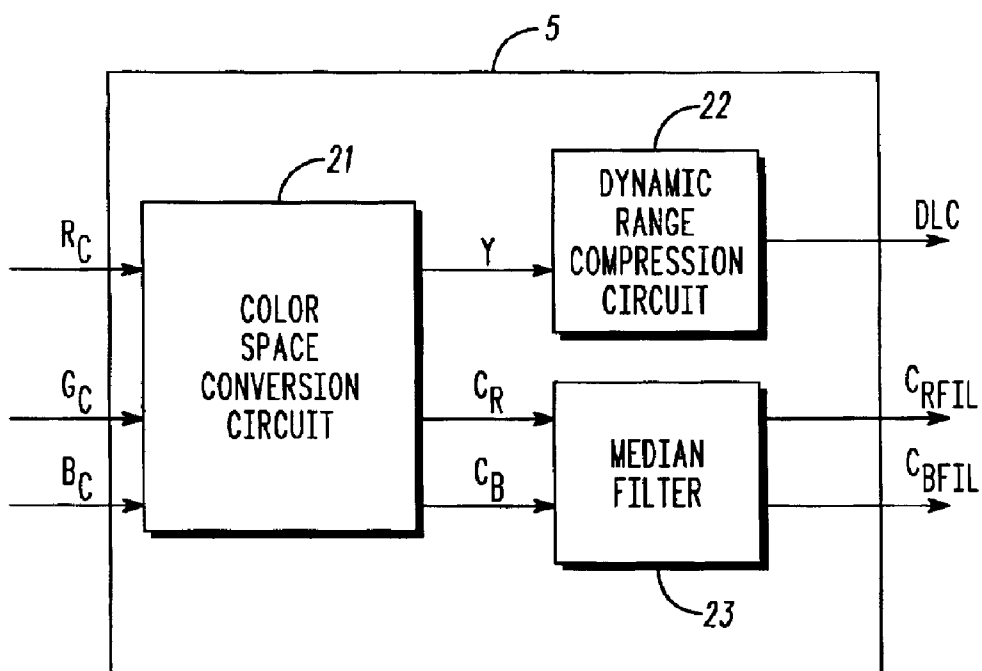 5
21
22
R_C
G_C
B_C
COLOR
SPACE
CONVERSION
CIRCUIT
Y
C_R
C_B
DYNAMIC
RANGE
COMPRESSION
CIRCUIT
MEDIAN
FILTER
23
DLC
C_RFIL
C_BFIL